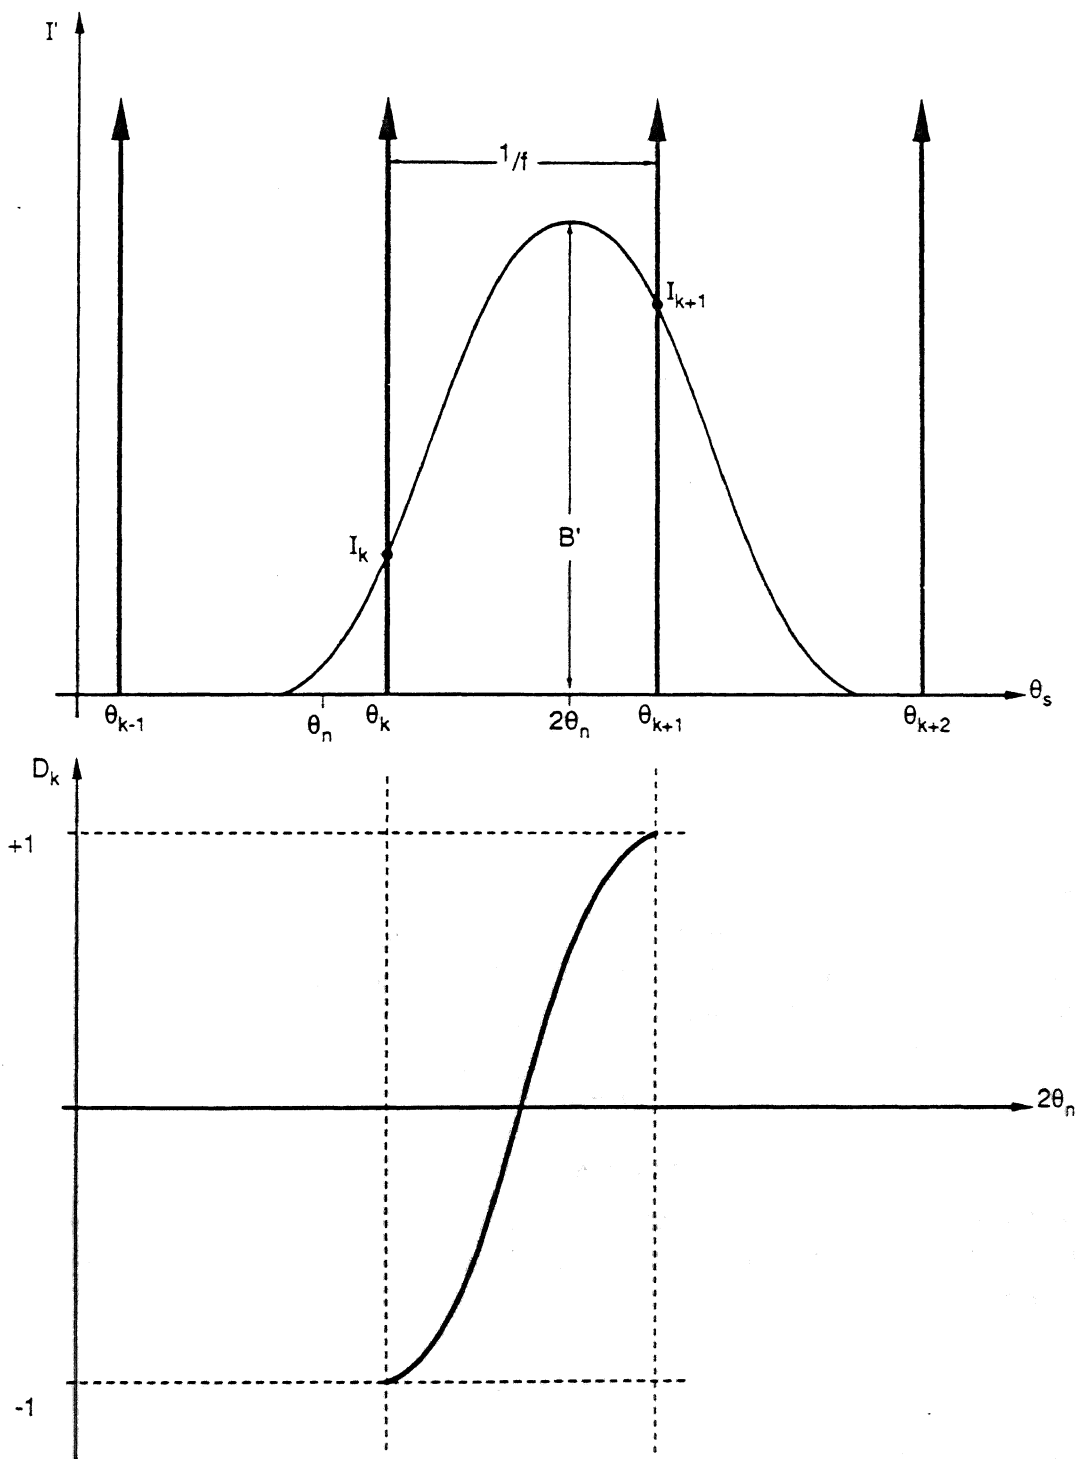 I'
1/f
I_{k+1}
I_k
B'
θ_s
θ_{k-1} θ_n θ_k 2θ_n θ_{k+1} θ_{k+2}
D_k
+1
2θ_n
-1